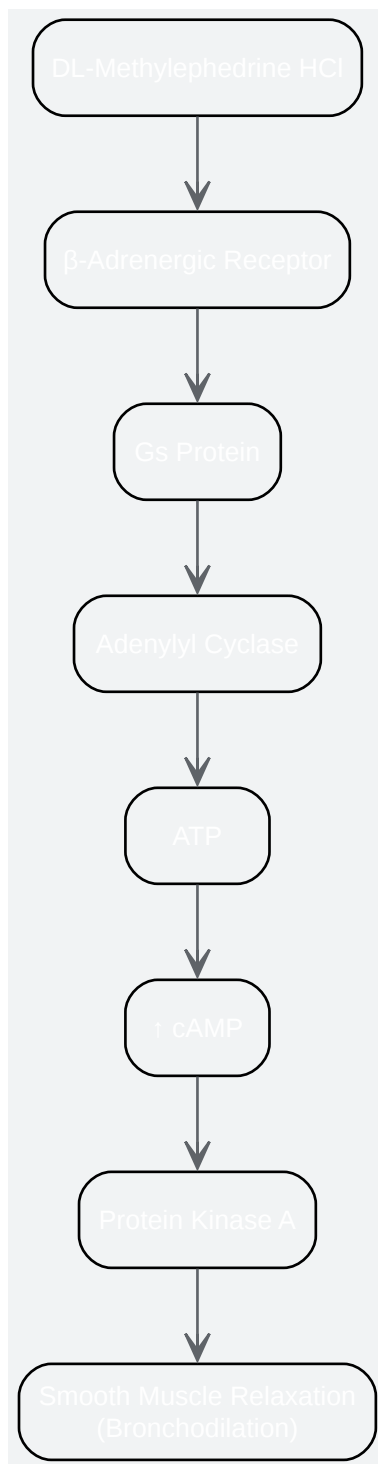 DL-Methylephedrine HCl
β-Adrenergic Receptor
Gs Protein
Adenylyl Cyclase
ATP
↑ cAMP
Protein Kinase A
Smooth Muscle Relaxation
(Bronchodilation)